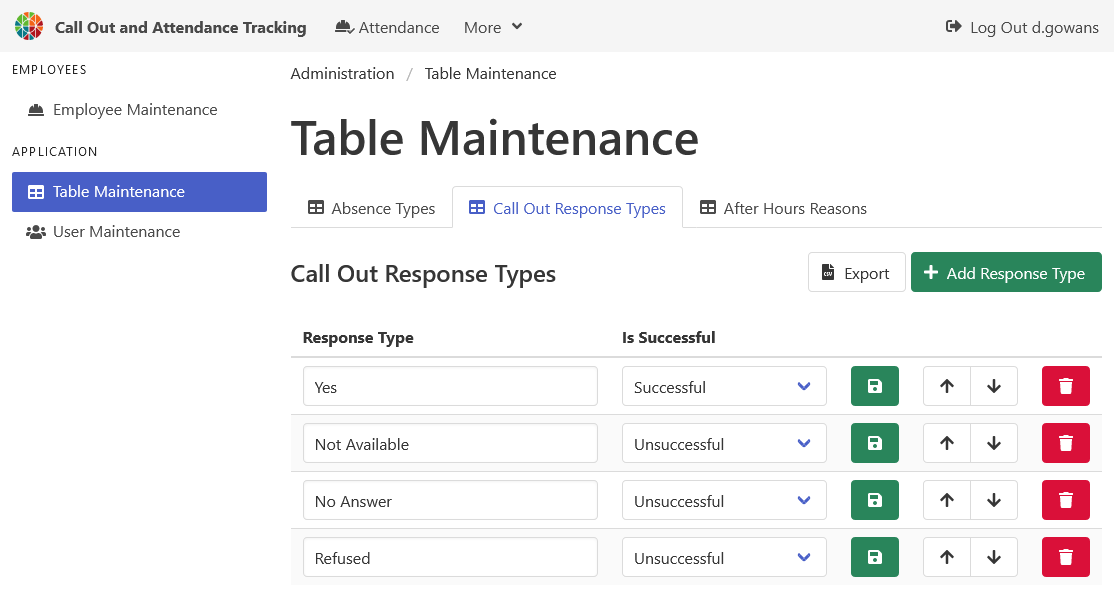 Call Out and Attendance Tracking Attendance More Log Out d.gowans
EMPLOYEES
Employee Maintenance
APPLICATION
Table Maintenance
User Maintenance
Administration / Table Maintenance
Table Maintenance
Absence Types Call Out Response Types After Hours Reasons
Call Out Response Types CSV Export Add Response Type
Response Type Is Successful
Yes Successful
Not Available Unsuccessful
No Answer Unsuccessful
Refused Unsuccessful